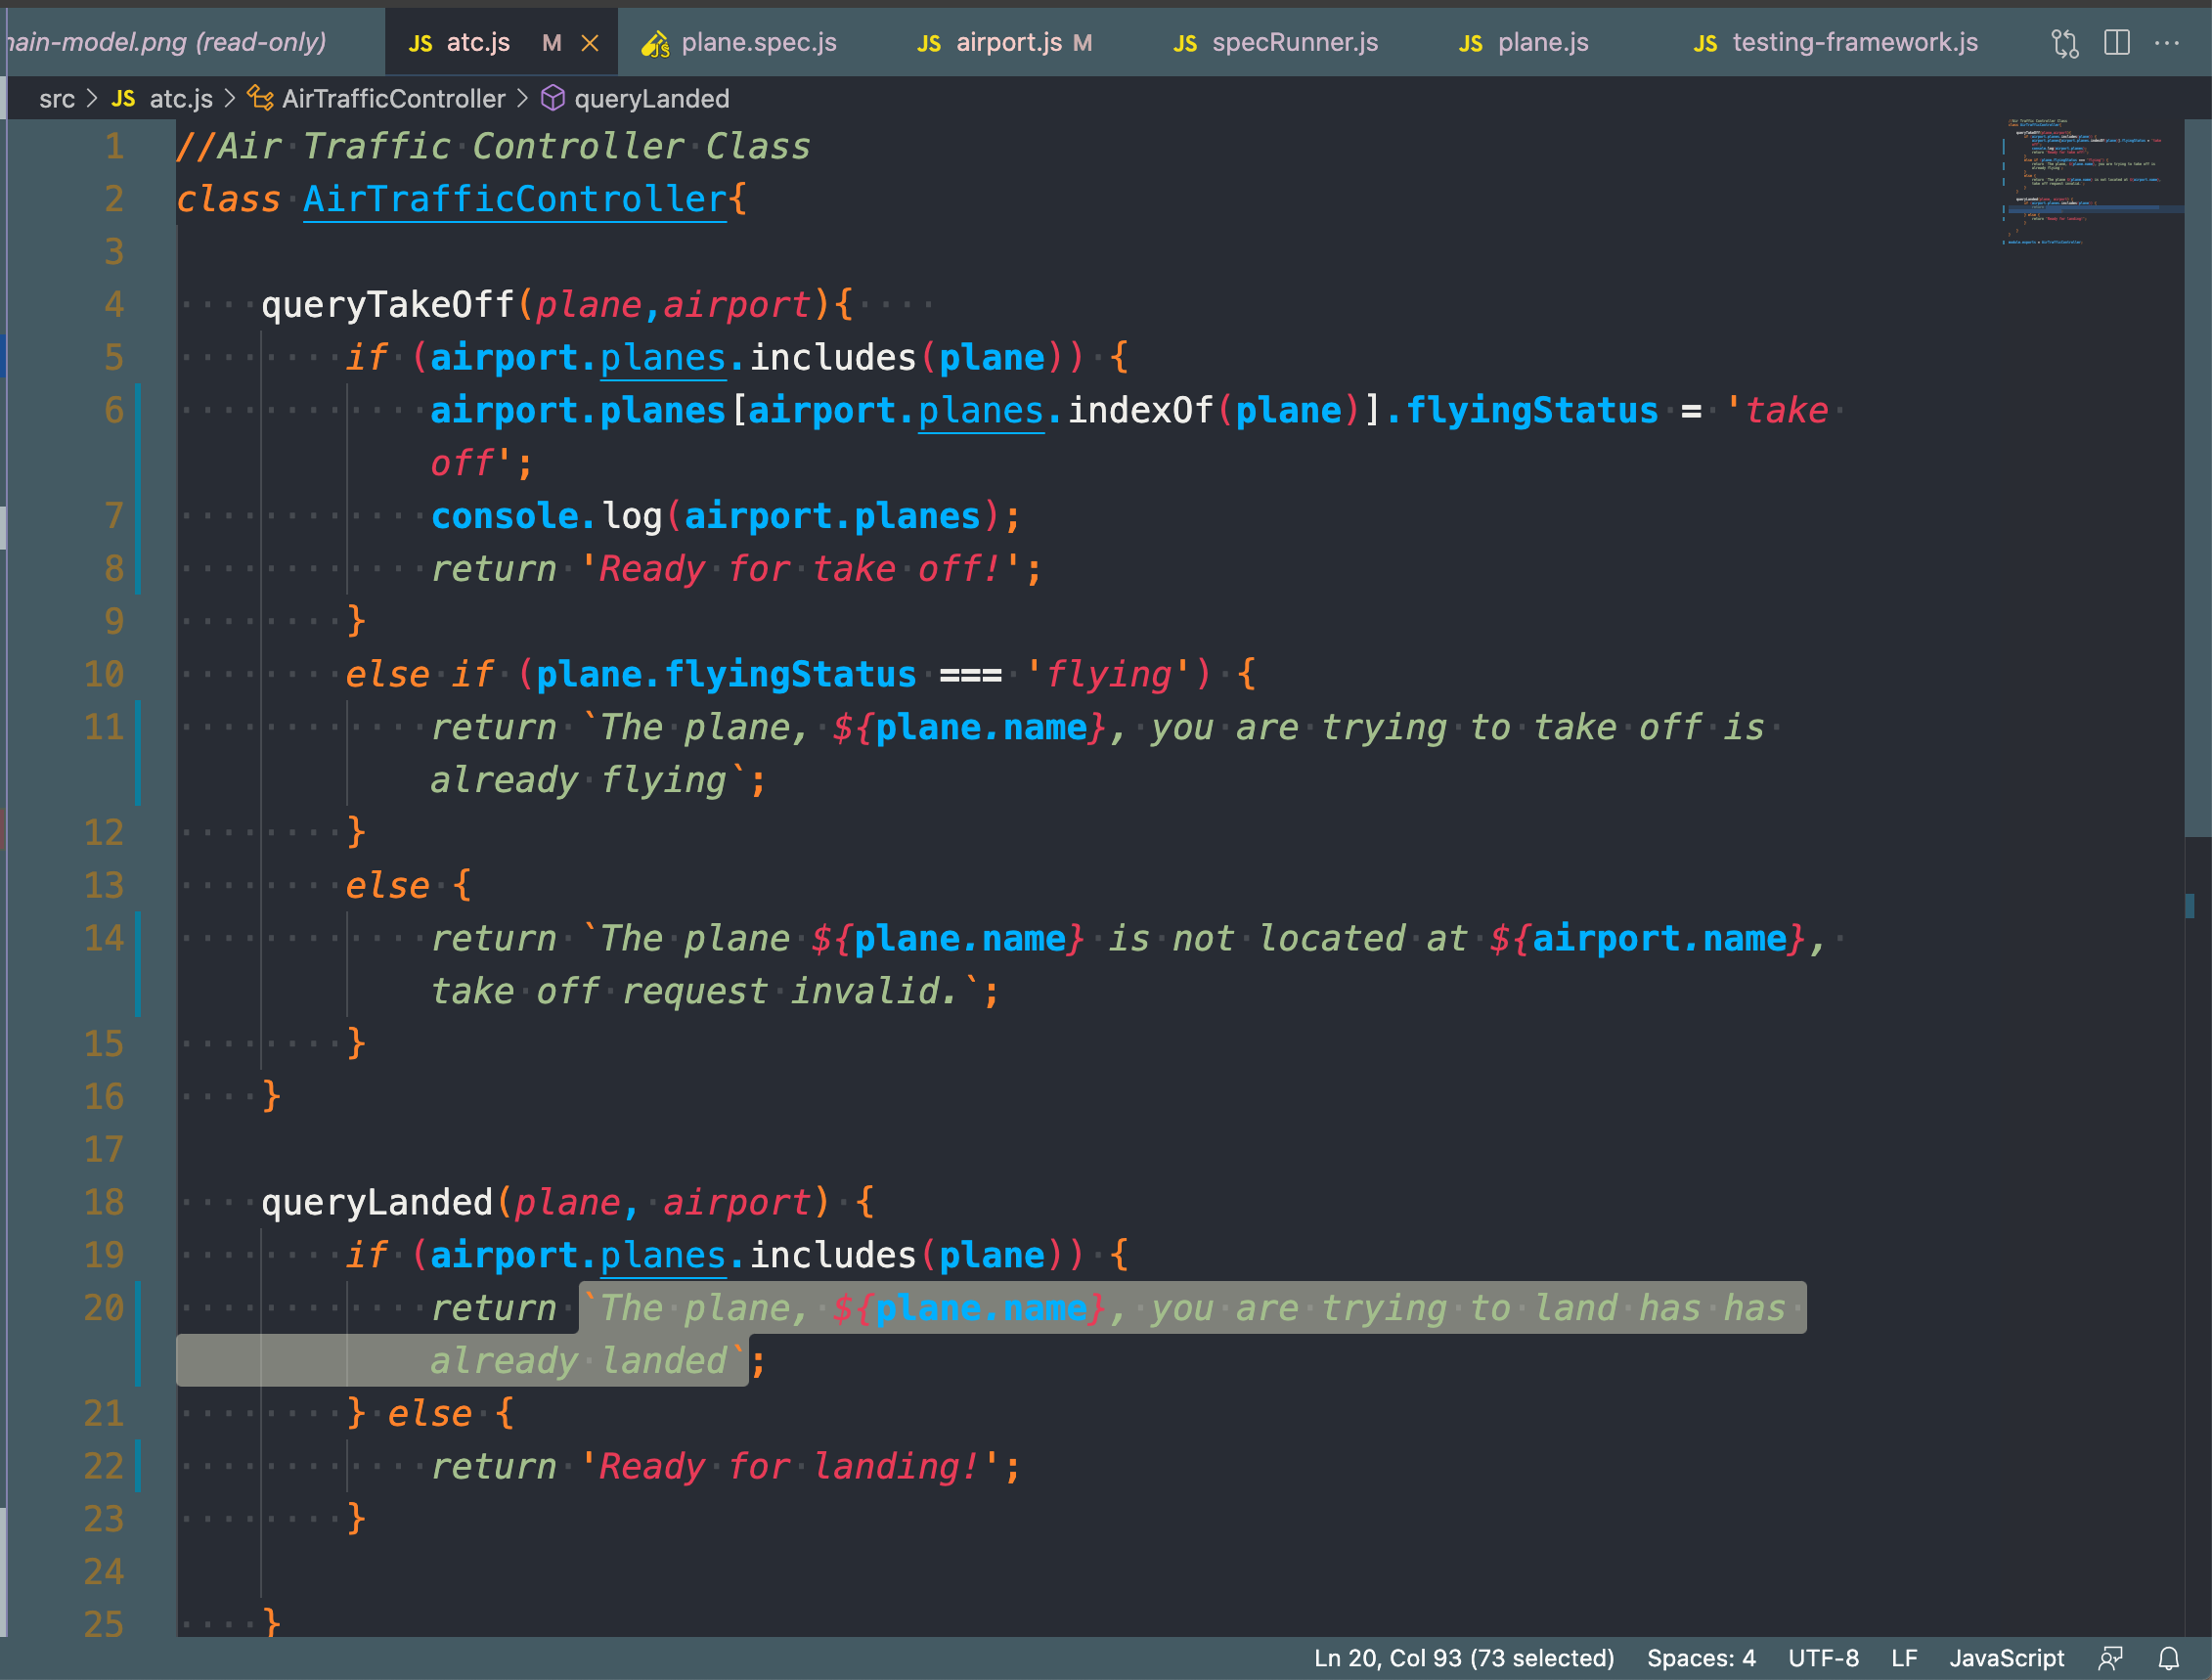 main-model.png (read-only) JS atc.js M plane.spec.js JS airport.js M JS specRunner.js JS plane.js JS testing-framework.js ...
src > JS atc.js > AirTrafficController > queryLanded
1 //Air Traffic Controller Class
2 class AirTrafficController{
3
4 queryTakeOff(plane,airport){
5 if (airport.planes.includes(plane)) {
6 airport.planes[airport.planes.indexOf(plane)].flyingStatus = 'take
off';
7 console.log(airport.planes);
8 return 'Ready for take off!';
9 }
10 else if (plane.flyingStatus === 'flying') {
11 return `The plane, ${plane.name}, you are trying to take off is
already flying`;
12 }
13 else {
14 return `The plane ${plane.name} is not located at ${airport.name},
take off request invalid.`;
15 }
16 }
17
18 queryLanded(plane, airport) {
19 if (airport.planes.includes(plane)) {
20 return `The plane, ${plane.name}, you are trying to land has has
already landed`;
21 } else {
22 return 'Ready for landing!';
23 }
24
25 }
Ln 20, Col 93 (73 selected) Spaces: 4 UTF-8 LF JavaScript